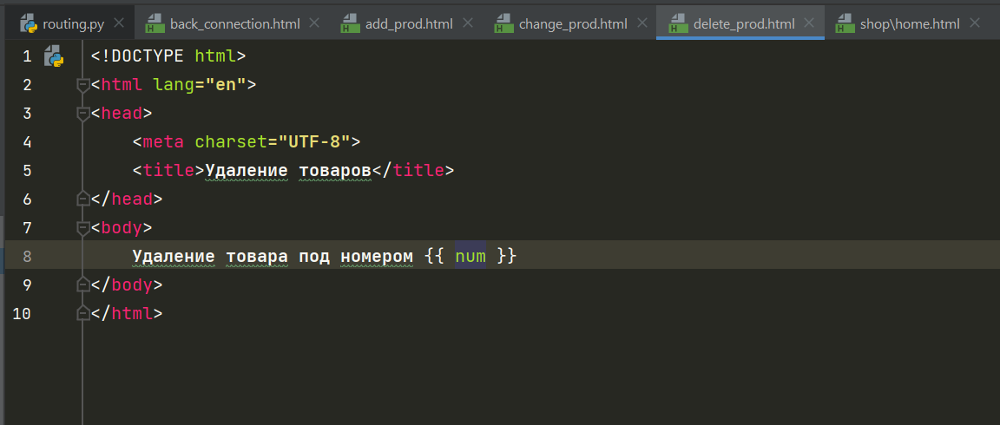 routing.py back_connection.html add_prod.html change_prod.html delete_prod.html shop\home.html
1 <!DOCTYPE html>
2 <html lang="en">
3 <head>
4 <meta charset="UTF-8">
5 <title>Удаление товаров</title>
6 </head>
7 <body>
8 Удаление товара под номером {{ num }}
9 </body>
10 </html>